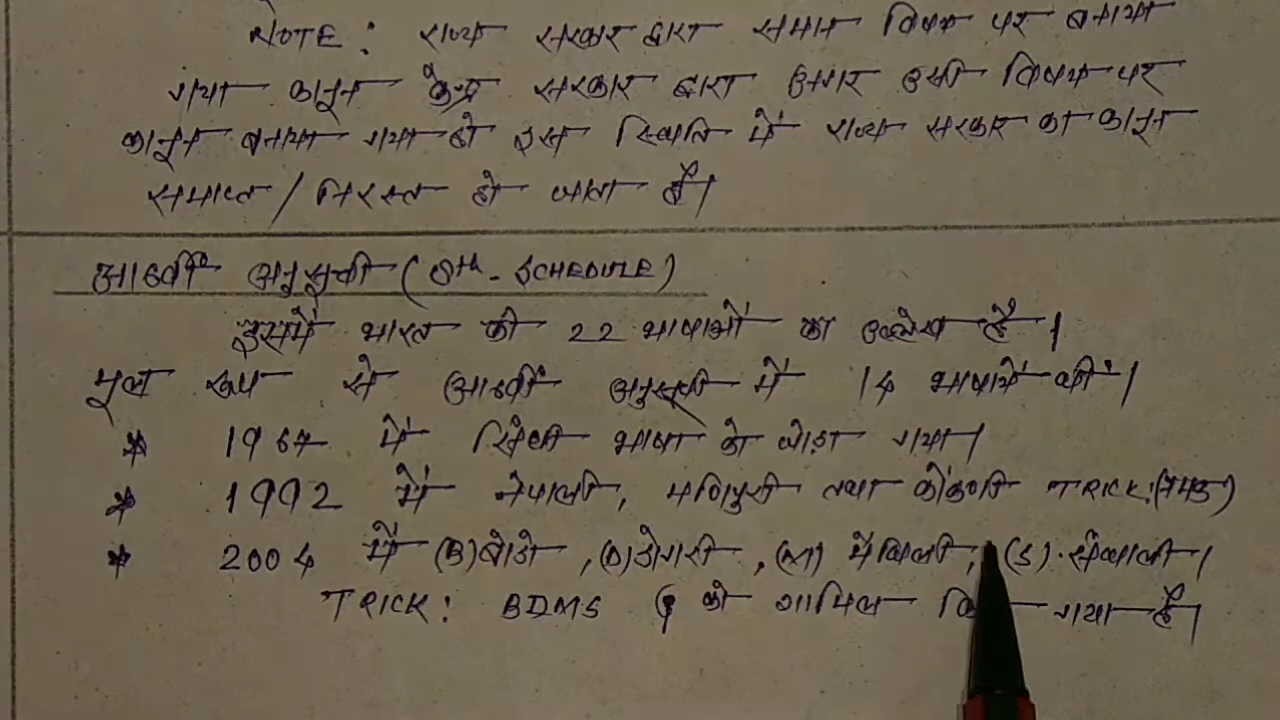 NOTE: राज्य सरकार द्वारा समान विषय पर बनाया
गया कानून केन्द्र सरकार द्वारा अगर उसी विषय पर
कानून बनाया गया हो इस स्थिति में राज्य सरकार का कानून
समाप्त / निरस्त हो जाता है।
आठवीं अनुसूची (8th - SCHEDULE)
इसमें भारत की 22 भाषाओं का उल्लेख है।
मूल रूप से आठवीं अनुसूची में 14 भाषायें थीं।
* 1967 में सिंधी भाषा को जोड़ा गया।
* 1992 में नेपाली, मणिपुरी तथा कोंकणी TRICK:(नमक)
* 2004 में (B)बोडो, (D)डोगरी, (M) मैथिली, (S) संथाली।
TRICK: BDMS को शामिल गया है।